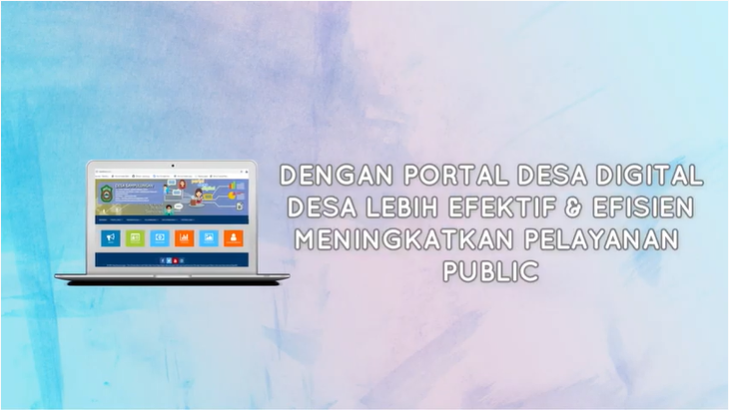 DENGAN PORTAL DESA DIGITAL
DESA LEBIH EFEKTIF & EFISIEN
MENINGKATKAN PELAYANAN
PUBLIC